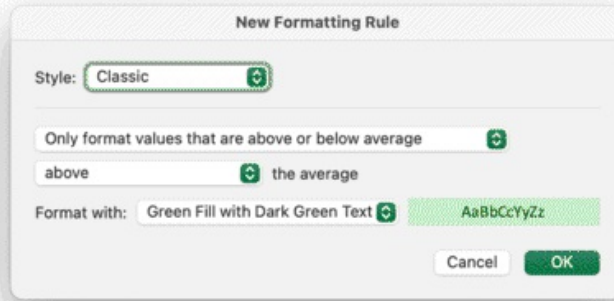 New Formatting Rule
Style: Classic
Only format values that are above or below average
above the average
Format with: Green Fill with Dark Green Text AaBbCcYyZz
Cancel OK